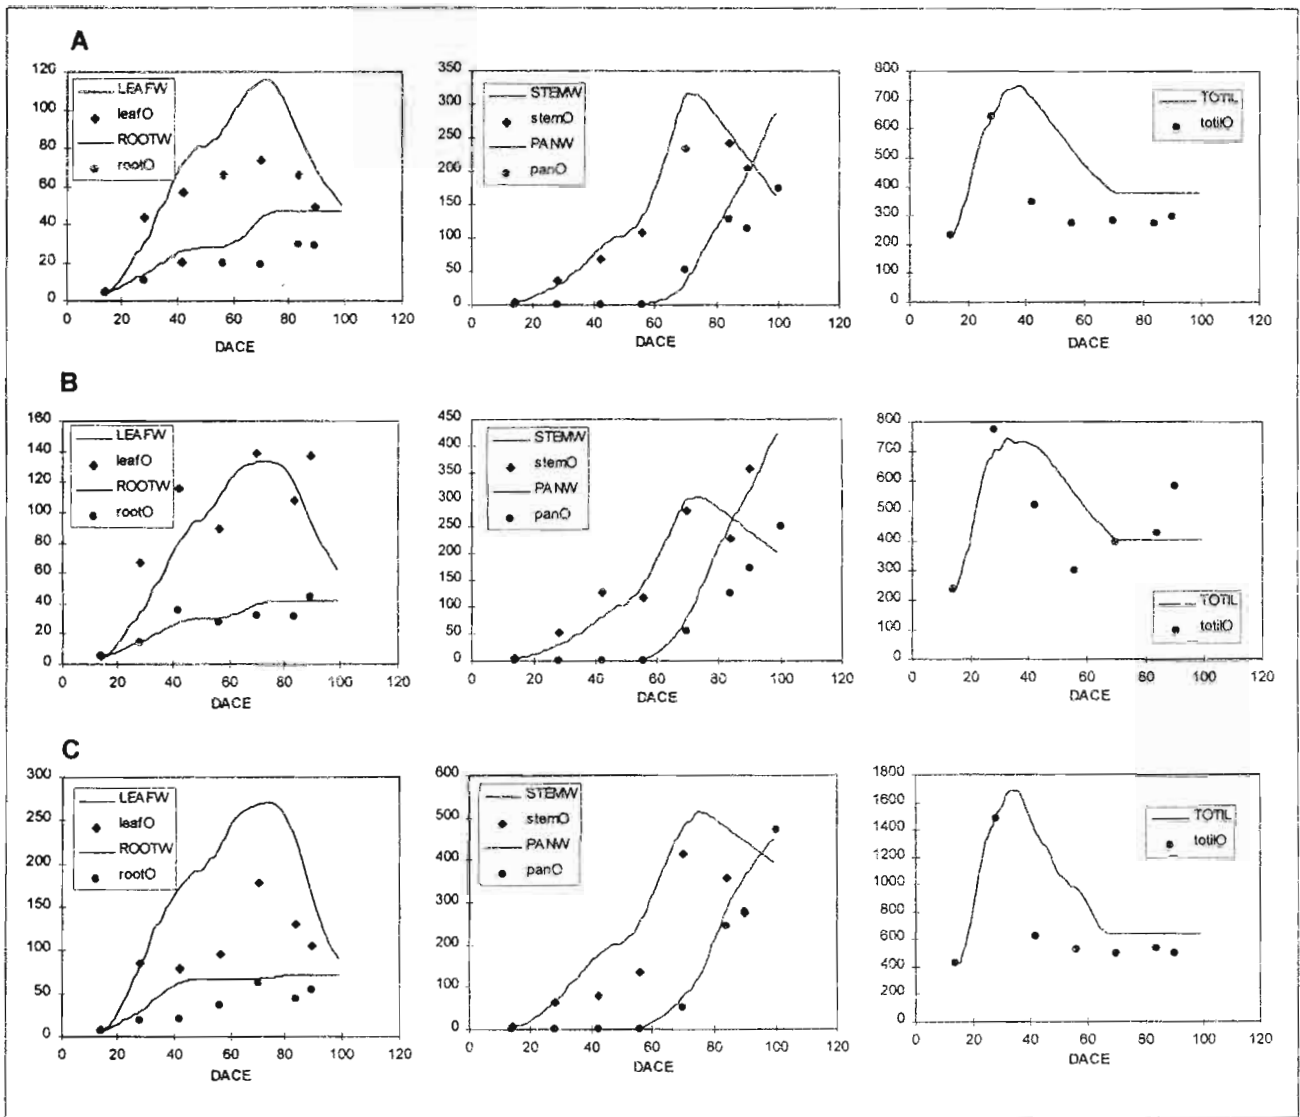 A
120
100
80
60
40
20
0
LEAFW
leafO
ROOTW
rootO
0 20 40 60 80 100 120
DACE
350
300
250
200
150
100
50
0
STEMW
stemO
PANW
panO
0 20 40 60 80 100 120
DACE
800
700
600
500
400
300
200
100
0
TOTIL
totilO
0 20 40 60 80 100 120
DACE
B
160
140
120
100
80
60
40
20
0
LEAFW
leafO
ROOTW
rootO
0 20 40 60 80 100 120
DACE
450
400
350
300
250
200
150
100
50
0
STEMW
stemO
PANW
panO
0 20 40 60 80 100 120
DACE
800
700
600
500
400
300
200
100
0
TOTIL
totilO
0 20 40 60 80 100 120
DACE
C
300
250
200
150
100
50
0
LEAFW
leafO
ROOTW
rootO
0 20 40 60 80 100 120
DACE
600
500
400
300
200
100
0
STEMW
stemO
PANW
panO
0 20 40 60 80 100 120
DACE
1800
1600
1400
1200
1000
800
600
400
200
0
TOTIL
totilO
0 20 40 60 80 100 120
DACE